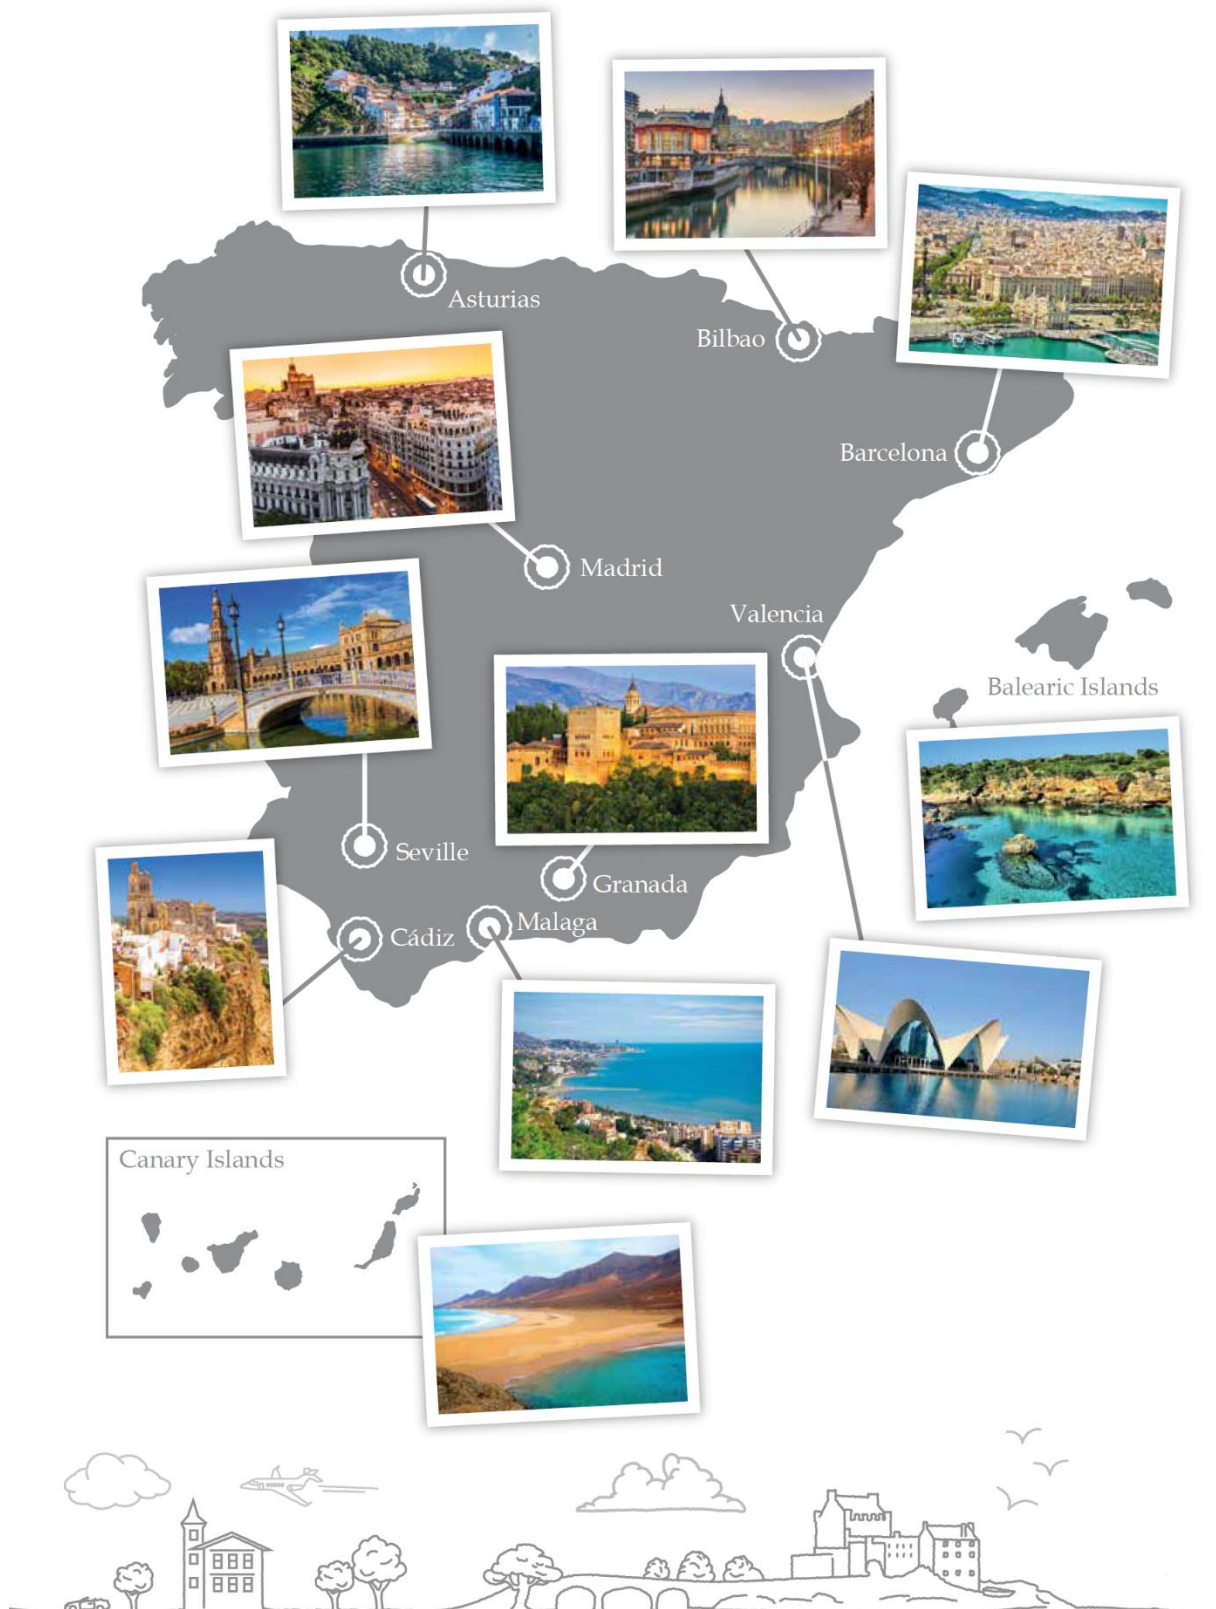 Asturias
Bilbao
Barcelona
Madrid
Valencia
Balearic Islands
Seville
Granada
Malaga
Cádiz
Canary Islands